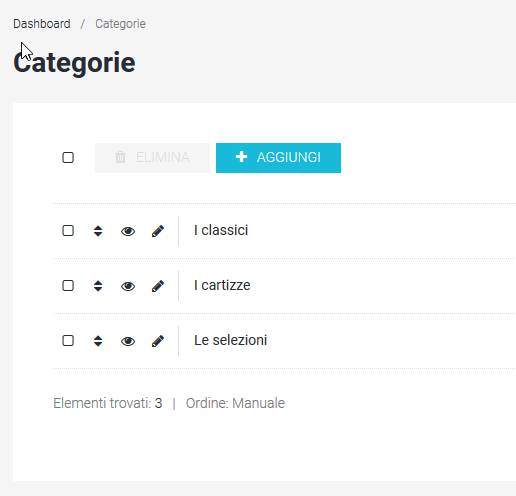 Dashboard / Categorie
Categorie
ELIMINA AGGIUNGI
I classici
I cartizze
Le selezioni
Elementi trovati: 3 | Ordine: Manuale